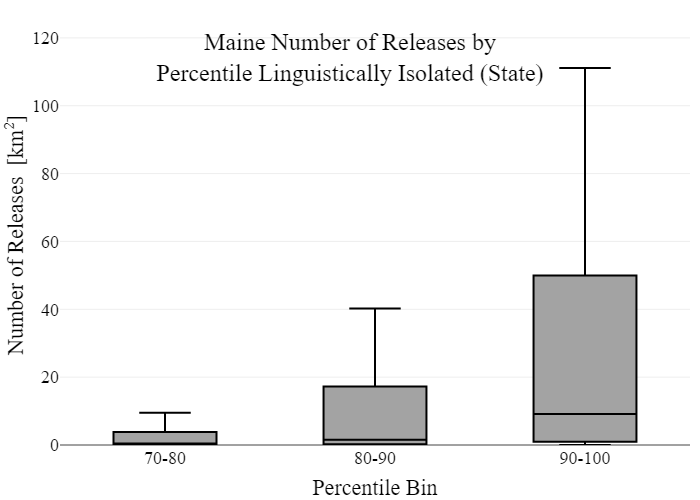 Maine Number of Releases by
Percentile Linguistically Isolated (State)
Number of Releases [km²]
120
100
80
60
40
20
0
70-80
80-90
90-100
Percentile Bin